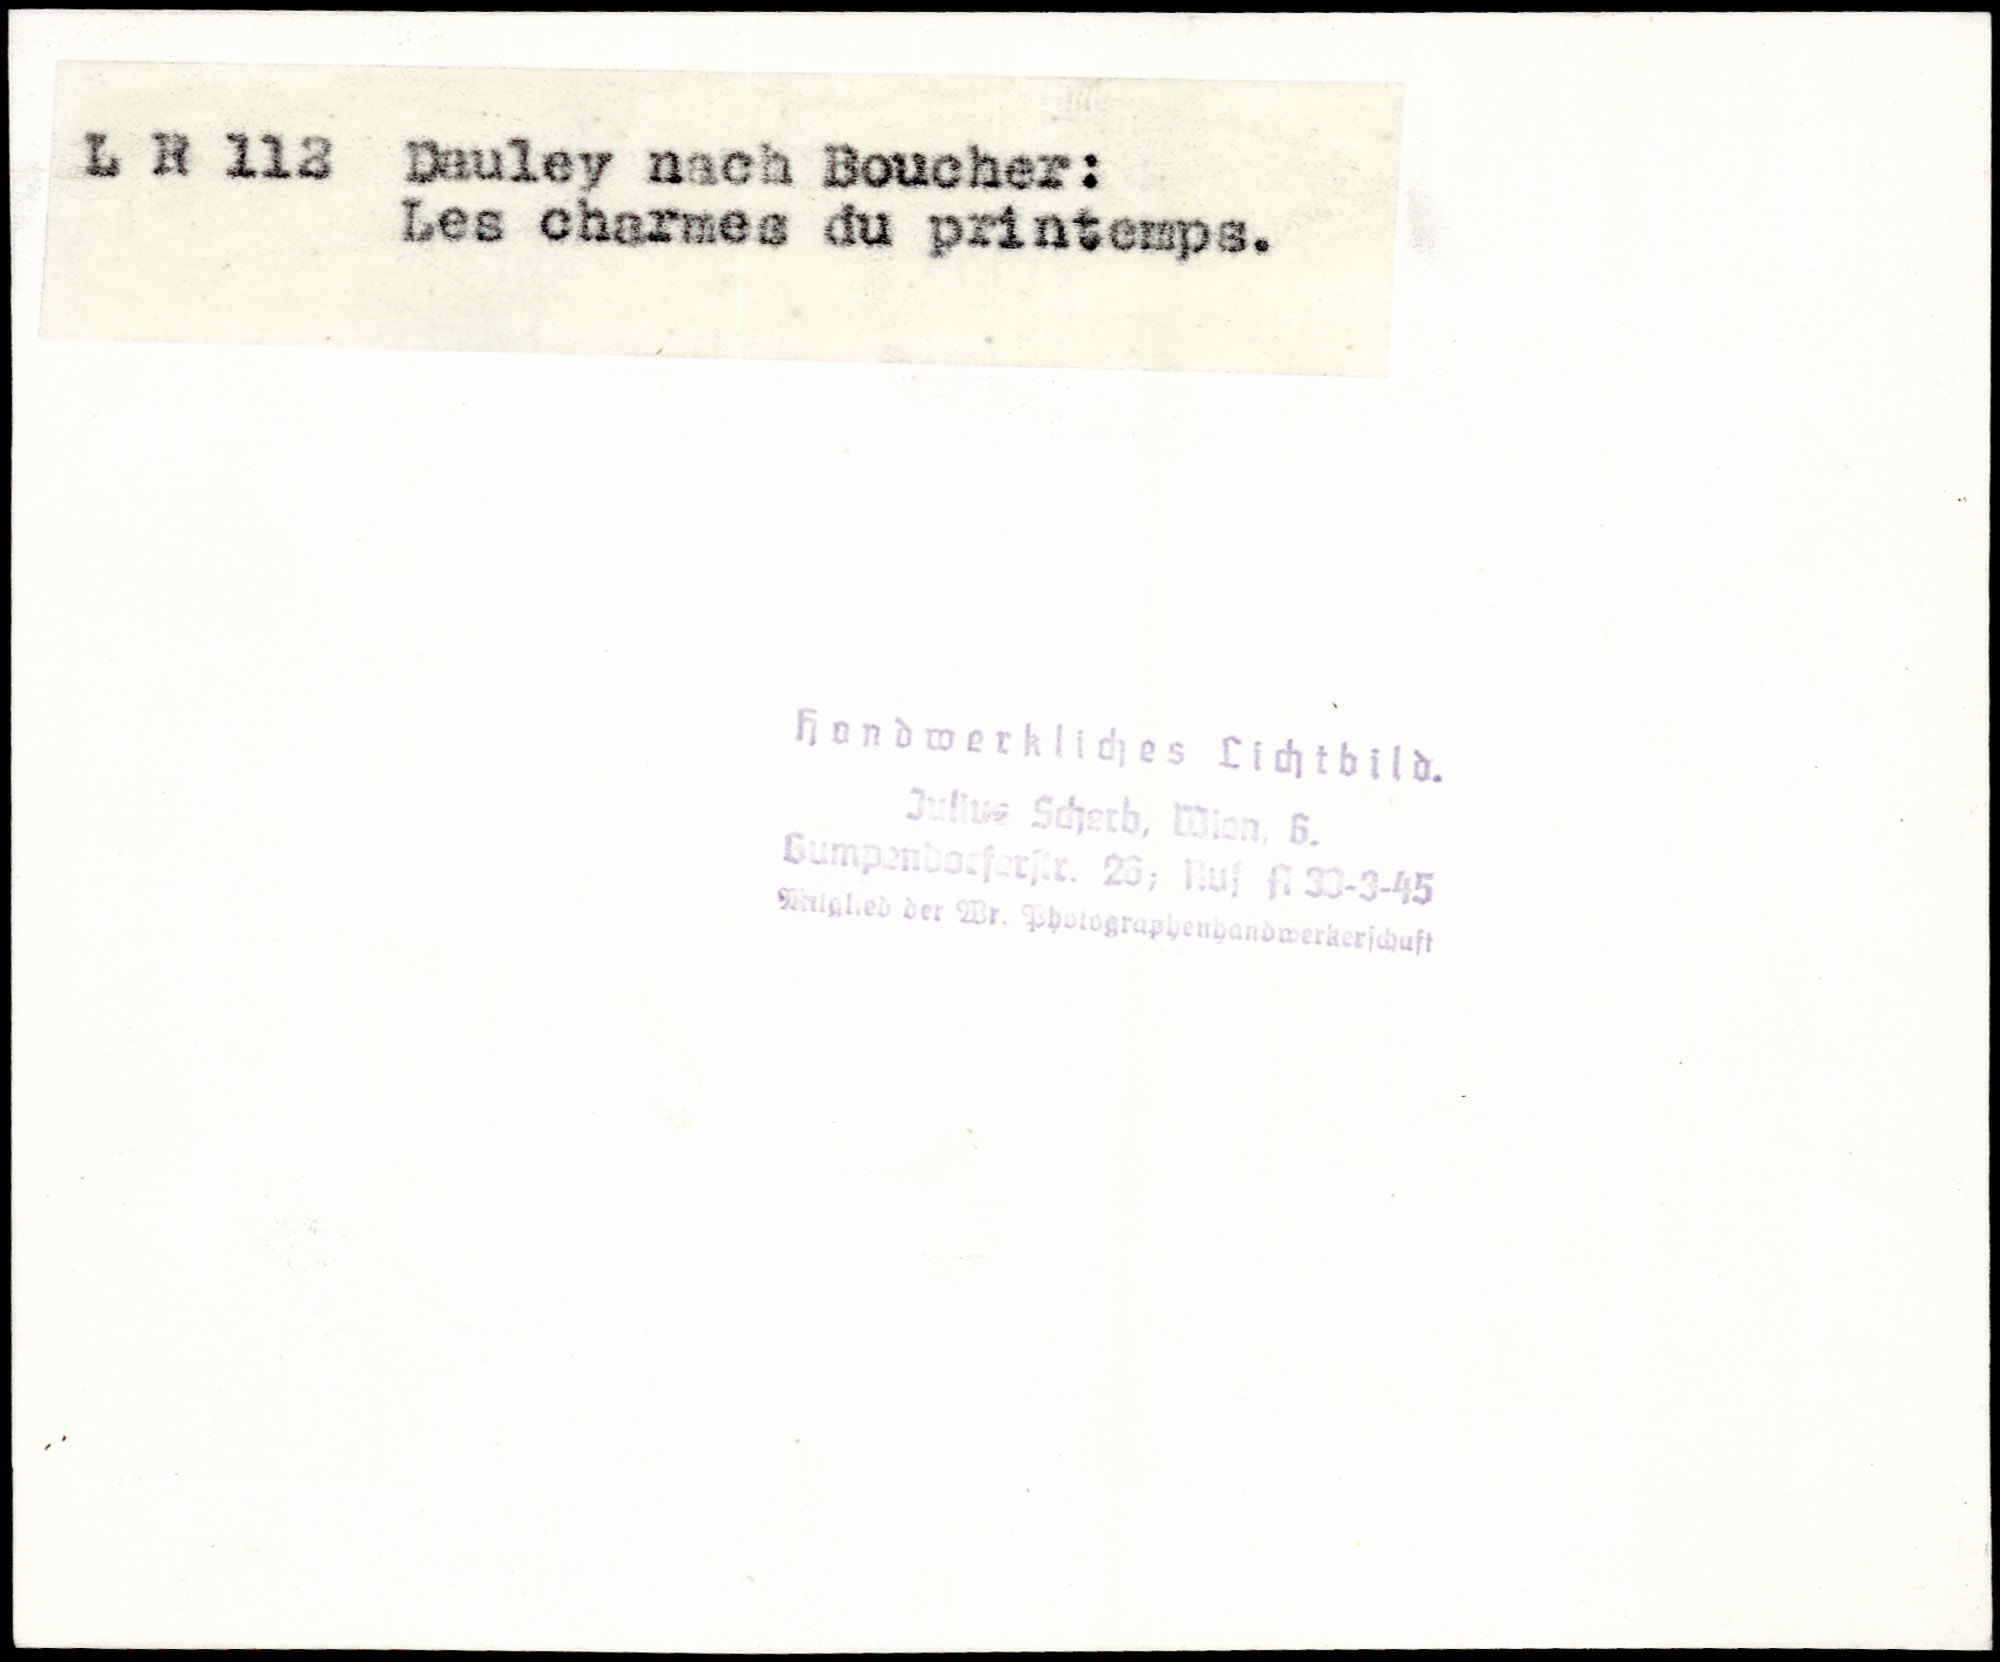 L R 112 Dauley nach Boucher:
Les charmes du printemps.
Handwerkliches Lichtbild.
Julius Scherb, Wien, 6.
Gumpendorferstr. 26; Ruf A 30-3-45
Mitglied der Wr. Photographenhandwerkerschaft